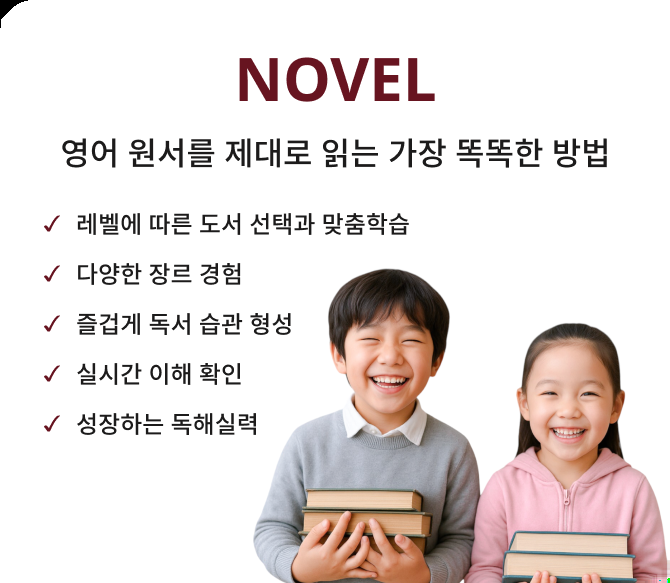 NOVEL
영어 원서를 제대로 읽는 가장 똑똑한 방법
✓ 레벨에 따른 도서 선택과 맞춤학습
✓ 다양한 장르 경험
✓ 즐겁게 독서 습관 형성
✓ 실시간 이해 확인
✓ 성장하는 독해실력